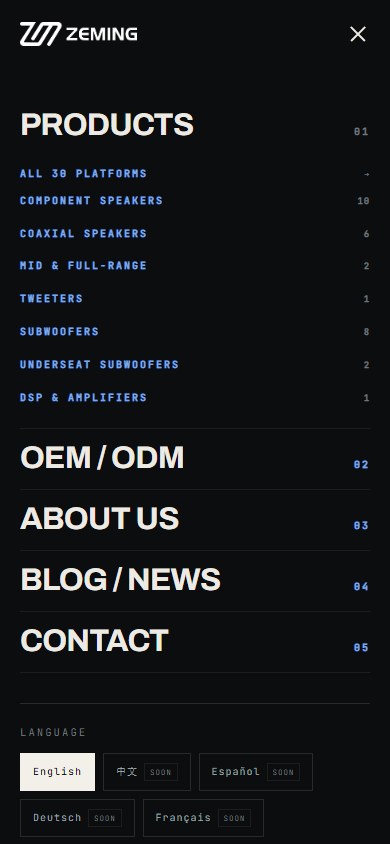 ZEMING
PRODUCTS 01
ALL 30 PLATFORMS →
COMPONENT SPEAKERS 10
COAXIAL SPEAKERS 6
MID & FULL-RANGE 2
TWEETERS 1
SUBWOOFERS 8
UNDERSEAT SUBWOOFERS 2
DSP & AMPLIFIERS 1
OEM / ODM 02
ABOUT US 03
BLOG / NEWS 04
CONTACT 05
LANGUAGE
English 中文 SOON Español SOON
Deutsch SOON Français SOON